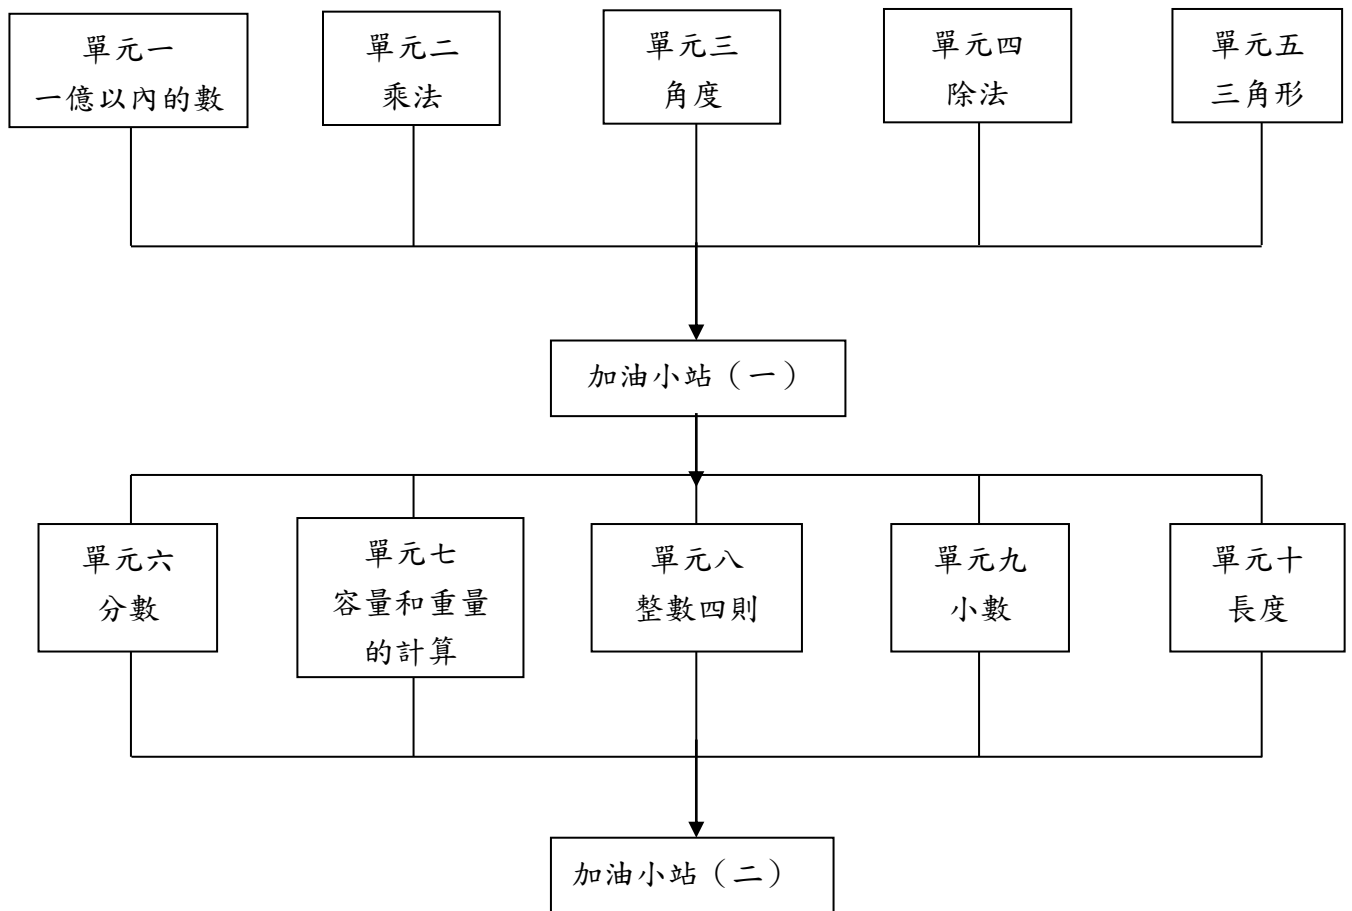 單元一
一億以內的數
單元二
乘法
單元三
角度
單元四
除法
單元五
三角形
加油小站（一）
單元六
分數
單元七
容量和重量
的計算
單元八
整數四則
單元九
小數
單元十
長度
加油小站（二）